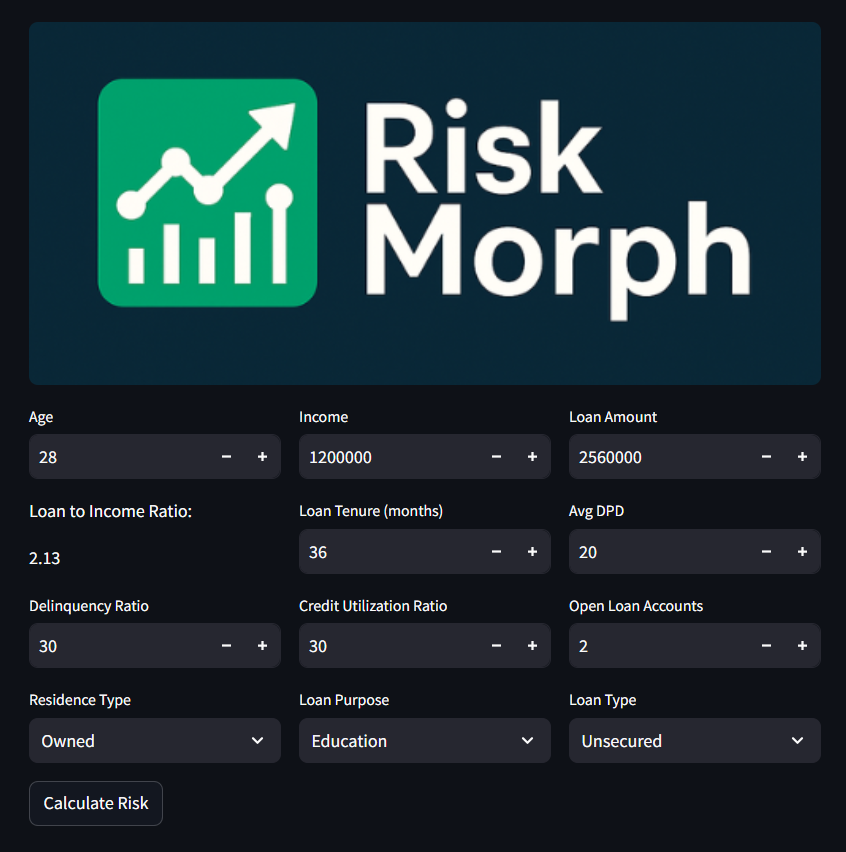 Risk
Morph
Age
Income
Loan Amount
28
1200000
2560000
Loan to Income Ratio:
Loan Tenure (months)
Avg DPD
2.13
36
20
Delinquency Ratio
Credit Utilization Ratio
Open Loan Accounts
30
30
2
Residence Type
Loan Purpose
Loan Type
Owned
Education
Unsecured
Calculate Risk